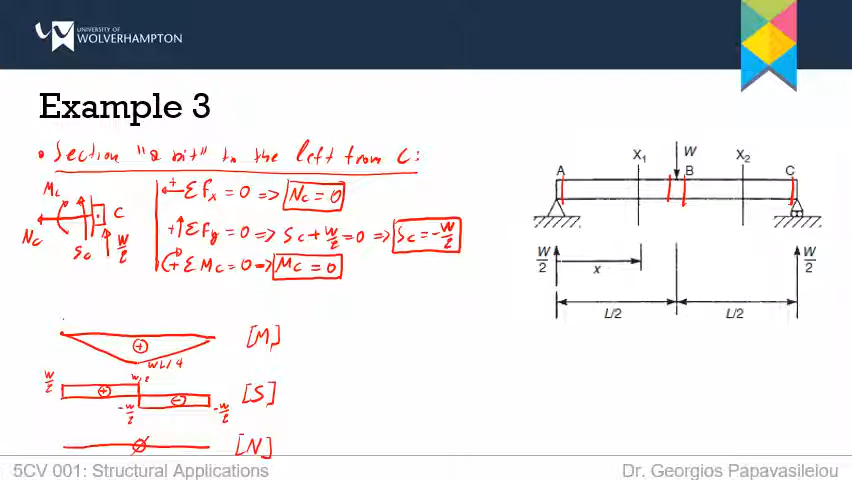 UNIVERSITY OF
WOLVERHAMPTON
Example 3
• Section "a bit" to the left from C:
Mc
Nc
Sc
C
W/2
+ ΣFx = 0 => Nc = 0
+↑ ΣFy = 0 => Sc + W/2 = 0 => Sc = -W/2
+ ΣMc = 0 => Mc = 0
A
X₁
W
B
X₂
C
W/2
x
W/2
L/2
L/2
+
WL/4
[M]
W/2
W/2
+
-W/2
−
-W/2
[S]
[N]
5CV 001: Structural Applications
Dr. Georgios Papavasileiou